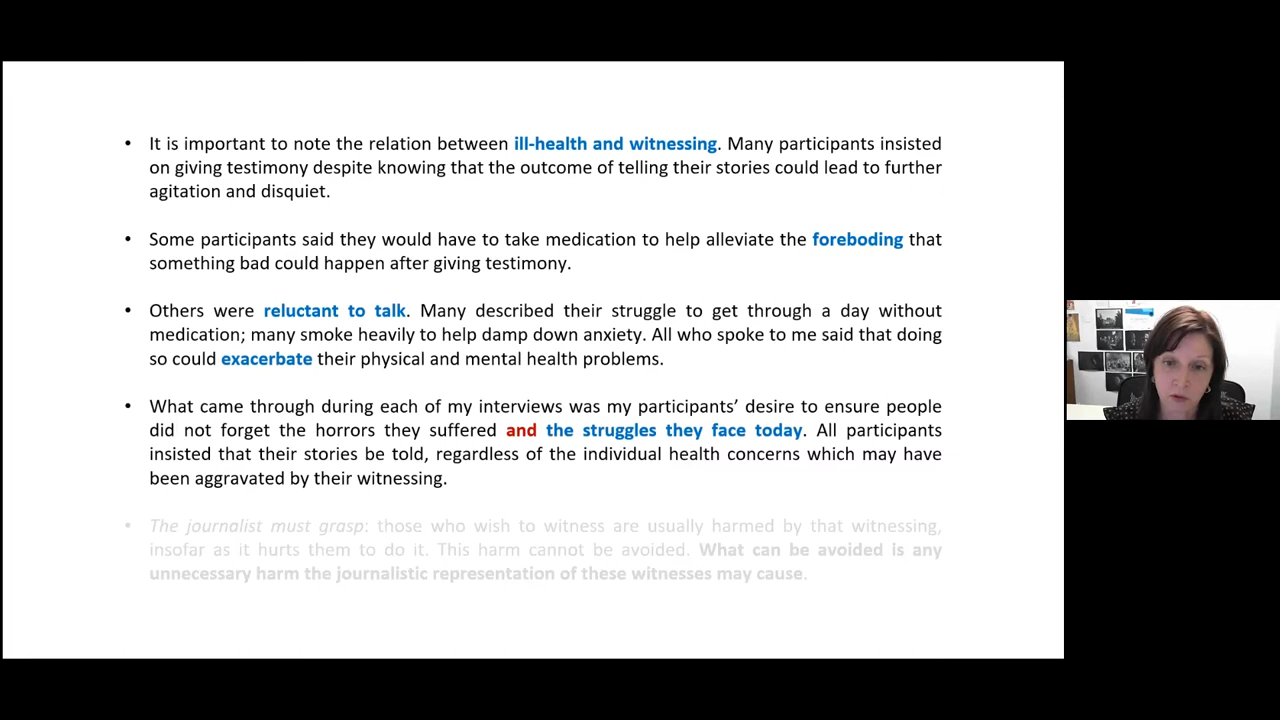 • It is important to note the relation between ill-health and witnessing. Many participants insisted
on giving testimony despite knowing that the outcome of telling their stories could lead to further
agitation and disquiet.
• Some participants said they would have to take medication to help alleviate the foreboding that
something bad could happen after giving testimony.
• Others were reluctant to talk. Many described their struggle to get through a day without
medication; many smoke heavily to help damp down anxiety. All who spoke to me said that doing
so could exacerbate their physical and mental health problems.
• What came through during each of my interviews was my participants’ desire to ensure people
did not forget the horrors they suffered and the struggles they face today. All participants
insisted that their stories be told, regardless of the individual health concerns which may have
been aggravated by their witnessing.
• The journalist must grasp: those who wish to witness are usually harmed by that witnessing,
insofar as it hurts them to do it. This harm cannot be avoided. What can be avoided is any
unnecessary harm the journalistic representation of these witnesses may cause.